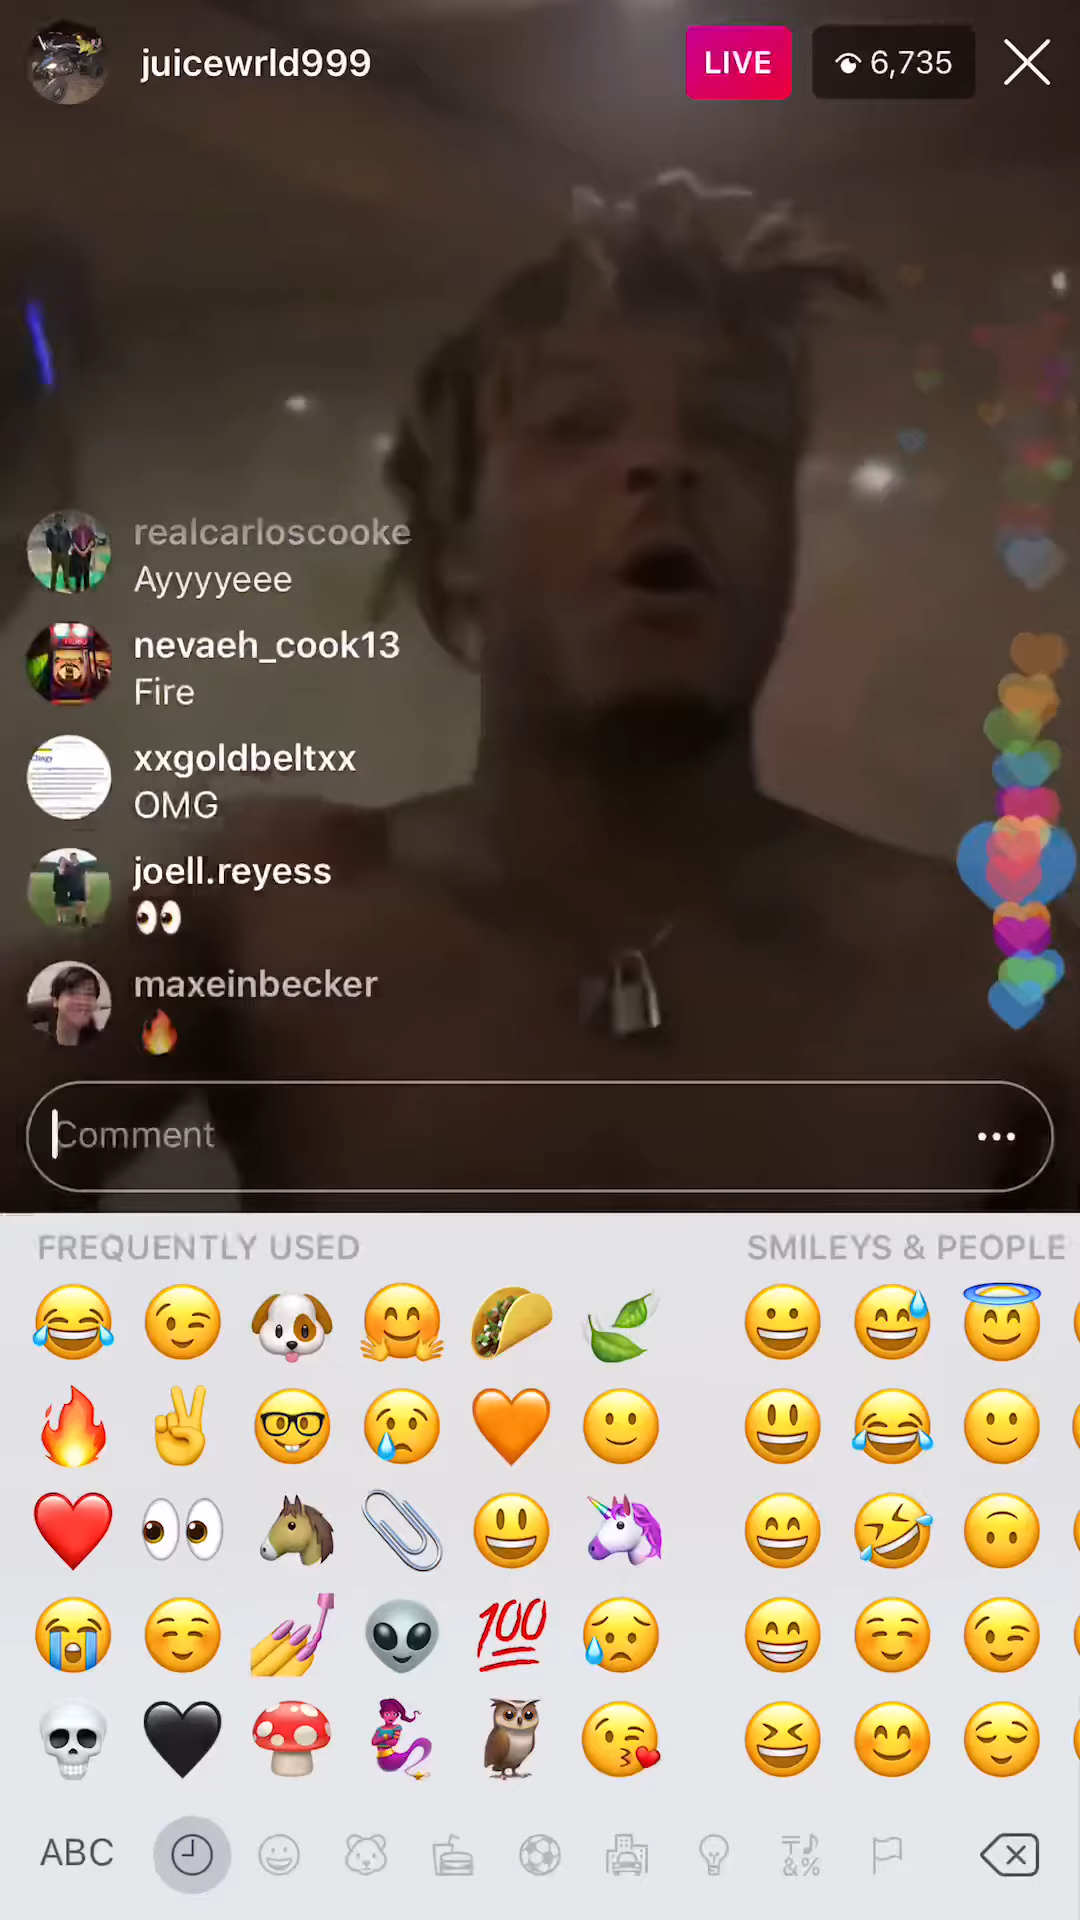 juicewrld999
LIVE
6,735
realcarloscooke
Ayyyyeee
nevaeh_cook13
Fire
xxgoldbeltxx
OMG
joell.reyess
👀
maxeinbecker
🔥
Comment
FREQUENTLY USED
SMILEYS & PEOPLE
100
ABC